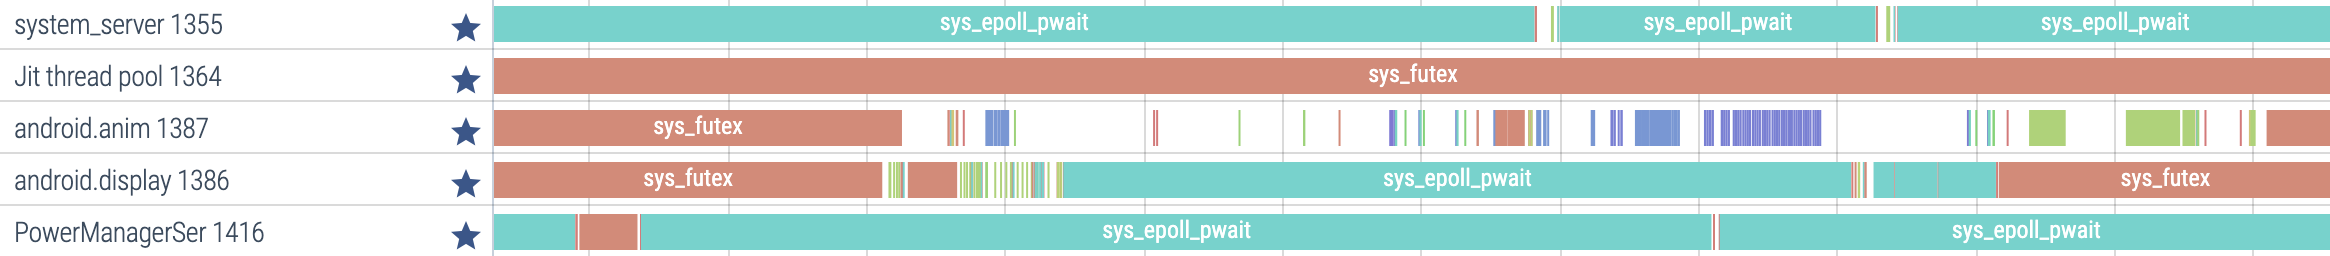 system_server 1355 sys_epoll_pwait sys_epoll_pwait sys_epoll_pwait
Jit thread pool 1364 sys_futex
android.anim 1387 sys_futex
android.display 1386 sys_futex sys_epoll_pwait sys_futex
PowerManagerSer 1416 sys_epoll_pwait sys_epoll_pwait